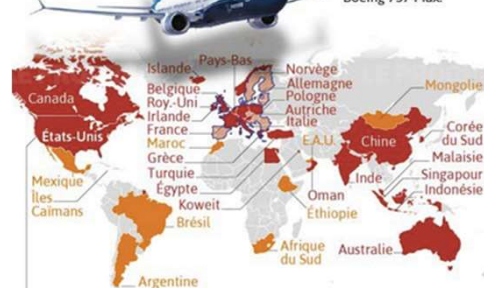 Boeing 737 Max
Islande
Pays-Bas
Norvège
Belgique
Allemagne
Roy.-Uni
Pologne
Irlande
Autriche
France
Italie
Maroc
E.A.U.
Grèce
Turquie
Égypte
Koweit
Oman
Éthiopie
Canada
États-Unis
Mexique
Îles
Caïmans
Brésil
Argentine
Afrique
du Sud
Mongolie
Chine
Corée
du Sud
Malaisie
Singapour
Indonésie
Inde
Australie